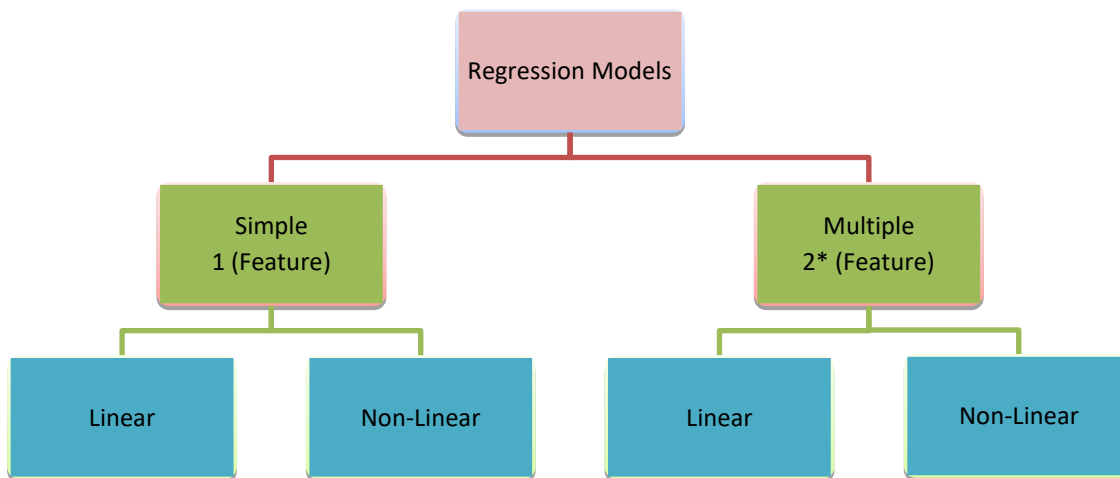 Regression Models
Simple
1 (Feature)
Multiple
2* (Feature)
Linear
Non-Linear
Linear
Non-Linear